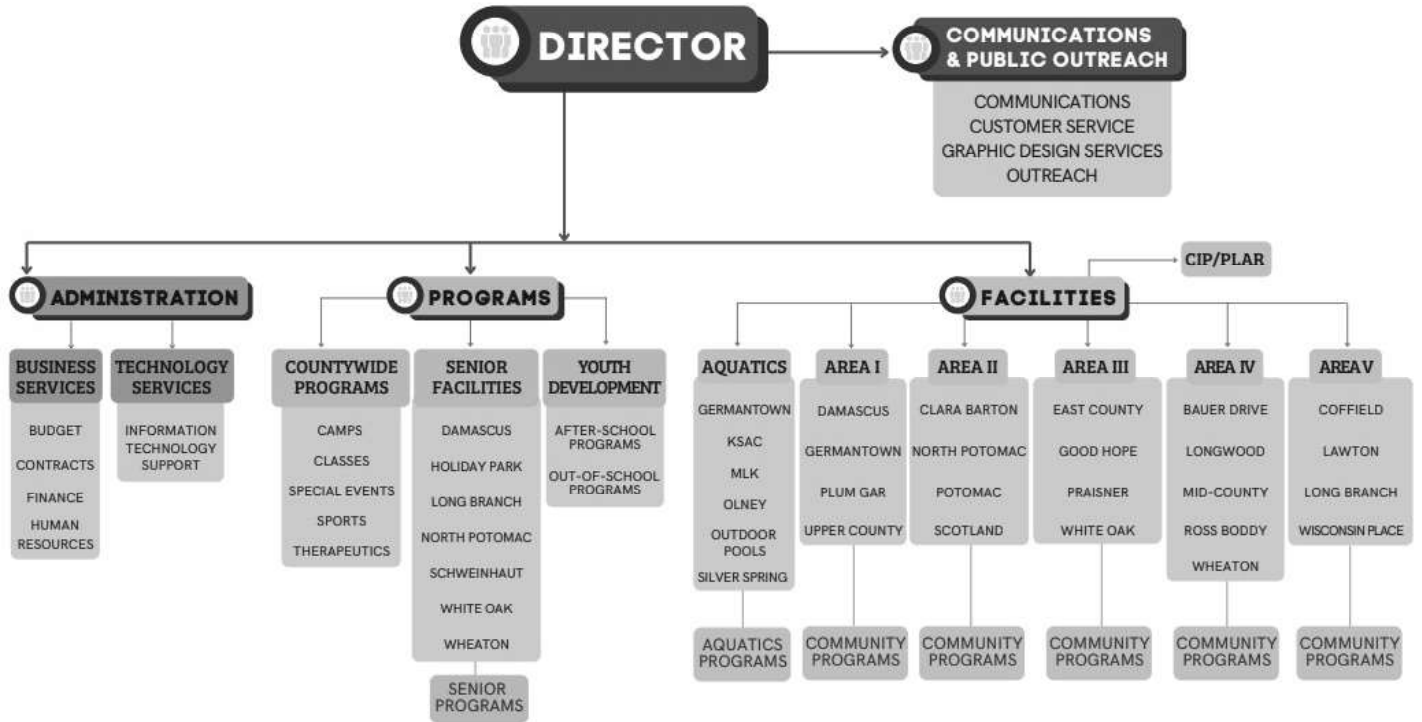 DIRECTOR
COMMUNICATIONS
& PUBLIC OUTREACH
COMMUNICATIONS
CUSTOMER SERVICE
GRAPHIC DESIGN SERVICES
OUTREACH
CIP/PLAR
ADMINISTRATION
BUSINESS
SERVICES
BUDGET
CONTRACTS
FINANCE
HUMAN
RESOURCES
TECHNOLOGY
SERVICES
INFORMATION
TECHNOLOGY
SUPPORT
PROGRAMS
COUNTYWIDE
PROGRAMS
CAMPS
CLASSES
SPECIAL EVENTS
SPORTS
THERAPEUTICS
SENIOR
FACILITIES
DAMASCUS
HOLIDAY PARK
LONG BRANCH
NORTH POTOMAC
SCHWEINHAUT
WHITE OAK
WHEATON
SENIOR
PROGRAMS
YOUTH
DEVELOPMENT
AFTER-SCHOOL
PROGRAMS
OUT-OF-SCHOOL
PROGRAMS
FACILITIES
AQUATICS
GERMANTOWN
KSAC
MLK
OLNEY
OUTDOOR
POOLS
SILVER SPRING
AQUATICS
PROGRAMS
AREA I
DAMASCUS
GERMANTOWN
PLUM GAR
UPPER COUNTY
COMMUNITY
PROGRAMS
AREA II
CLARA BARTON
NORTH POTOMAC
POTOMAC
SCOTLAND
COMMUNITY
PROGRAMS
AREA III
EAST COUNTY
GOOD HOPE
PRAISNER
WHITE OAK
COMMUNITY
PROGRAMS
AREA IV
BAUER DRIVE
LONGWOOD
MID-COUNTY
ROSS BODDY
WHEATON
COMMUNITY
PROGRAMS
AREA V
COFFIELD
LAWTON
LONG BRANCH
WISCONSIN PLACE
COMMUNITY
PROGRAMS